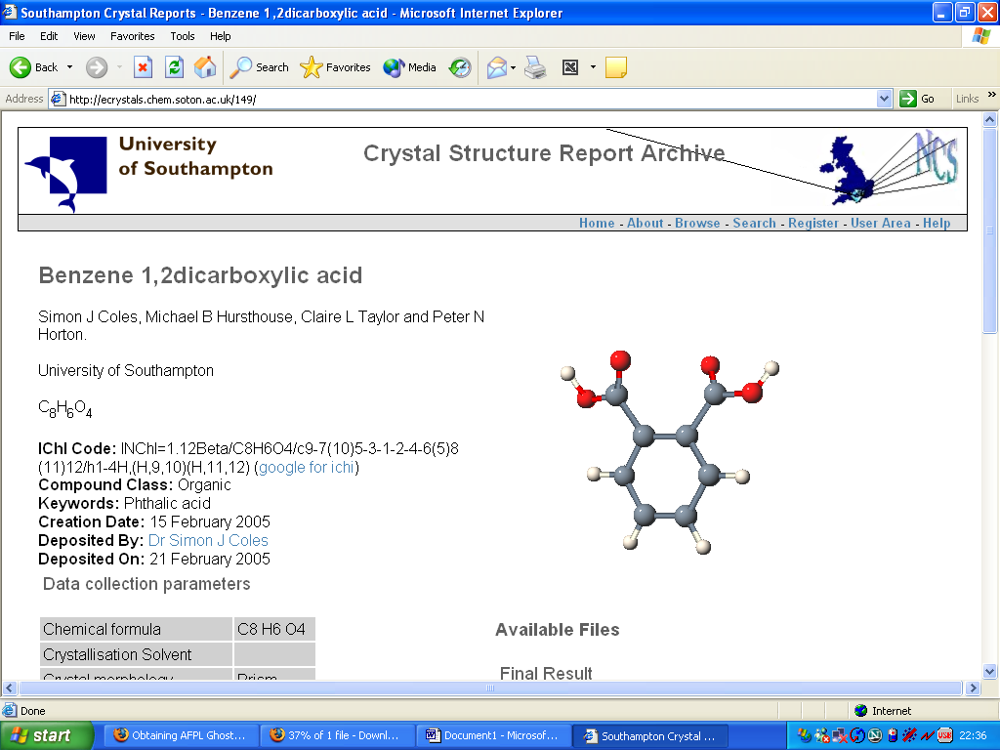 Southampton Crystal Reports - Benzene 1,2dicarboxylic acid - Microsoft Internet Explorer
File Edit View Favorites Tools Help
Back Search Favorites Media
Address http://ecrystals.chem.soton.ac.uk/149/ Go Links »
University
of Southampton
Crystal Structure Report Archive
NCS
Home - About - Browse - Search - Register - User Area - Help
Benzene 1,2dicarboxylic acid
Simon J Coles, Michael B Hursthouse, Claire L Taylor and Peter N
Horton.
University of Southampton
C8H6O4
IChI Code: INChI=1.12Beta/C8H6O4/c9-7(10)5-3-1-2-4-6(5)8
(11)12/h1-4H,(H,9,10)(H,11,12) (google for ichi)
Compound Class: Organic
Keywords: Phthalic acid
Creation Date: 15 February 2005
Deposited By: Dr Simon J Coles
Deposited On: 21 February 2005
Data collection parameters
Chemical formula C8 H6 O4
Crystallisation Solvent
Crystal morphology Prism
Available Files
Final Result
Done Internet
start Obtaining AFPL Ghost... 37% of 1 file - Downl... Document1 - Microsof... Southampton Crystal ... 22:36